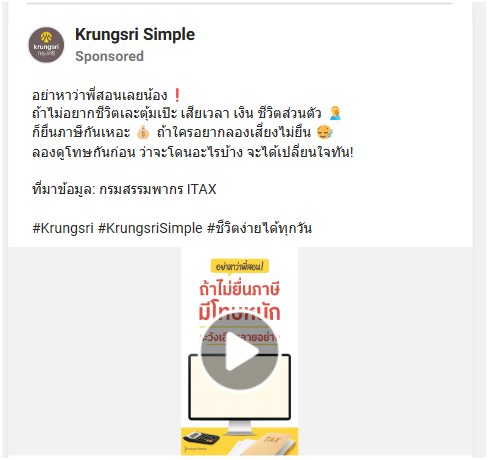 Krungsri Simple
Sponsored
krungsri
กรุงศรี
อย่าหาว่าพี่สอนเลยน้อง❗
ถ้าไม่อยากชีวิตเละตุ้มเป๊ะ เสียเวลา เงิน ชีวิตส่วนตัว 🤦‍♂️
ก็ยื่นภาษีกันเหอะ 💰 ถ้าใครอยากลองเสี่ยงไม่ยื่น 😪
ลองดูโทษกันก่อน ว่าจะโดนอะไรบ้าง จะได้เปลี่ยนใจทัน!
ที่มาข้อมูล: กรมสรรมพากร ITAX
#Krungsri #KrungsriSimple #ชีวิตง่ายได้ทุกวัน
อย่าหาว่าพี่สอน!
ถ้าไม่ยื่นภาษี
มีโทษหนัก
TAX